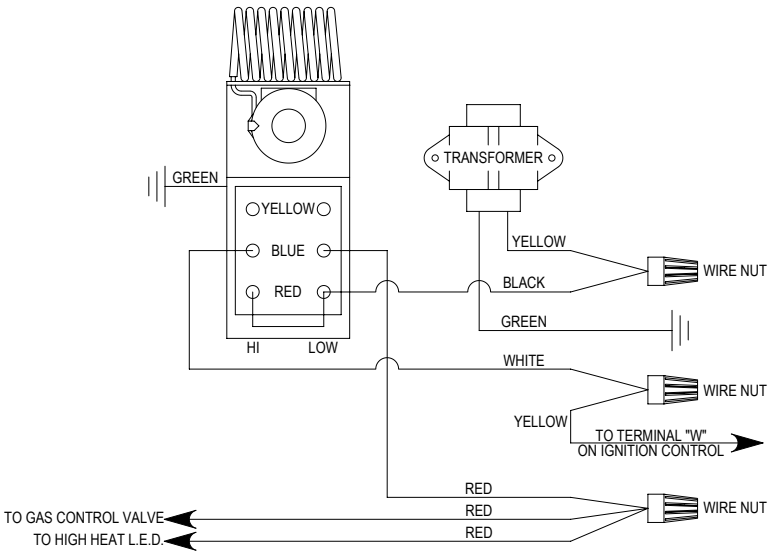 GREEN
TRANSFORMER
YELLOW
YELLOW
BLUE
WIRE NUT
BLACK
RED
GREEN
HI
LOW
WHITE
WIRE NUT
YELLOW
TO TERMINAL "W"
ON IGNITION CONTROL
RED
RED
WIRE NUT
TO GAS CONTROL VALVE
RED
TO HIGH HEAT L.E.D.